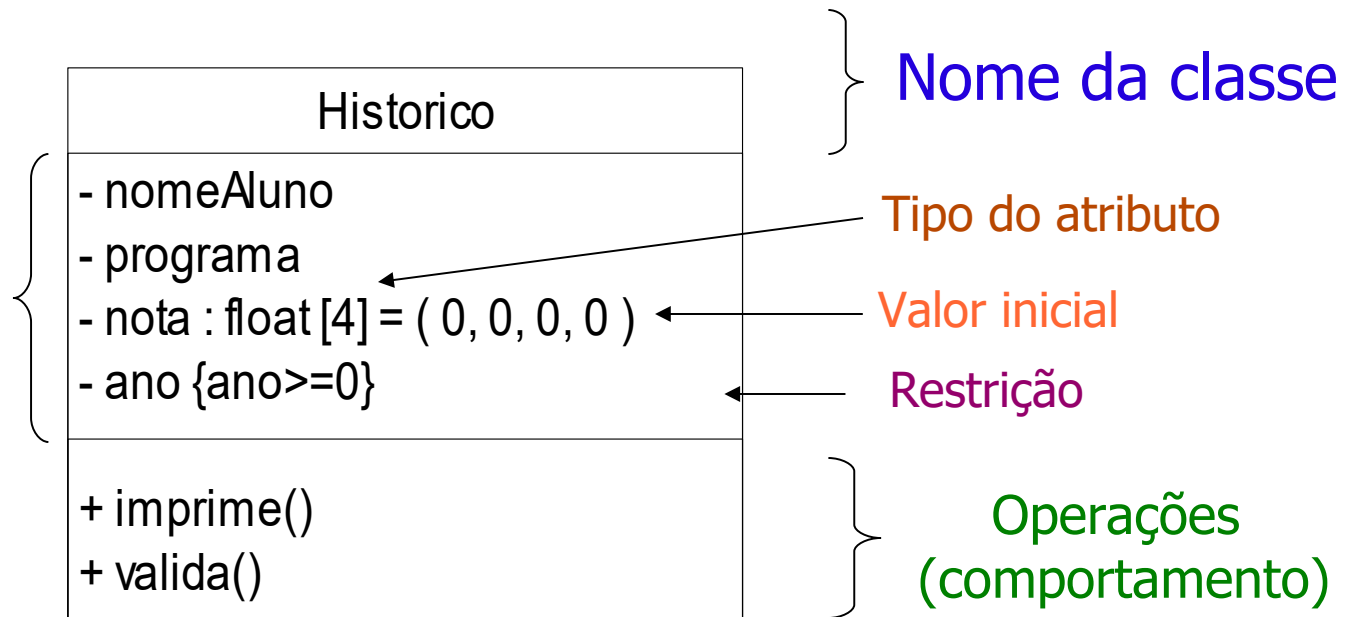 Nome da classe
Historico
- nomeAluno
- programa
- nota : float [4] = ( 0, 0, 0, 0 )
- ano {ano>=0}
Tipo do atributo
Valor inicial
Restrição
+ imprime()
+ valida()
Operações
(comportamento)